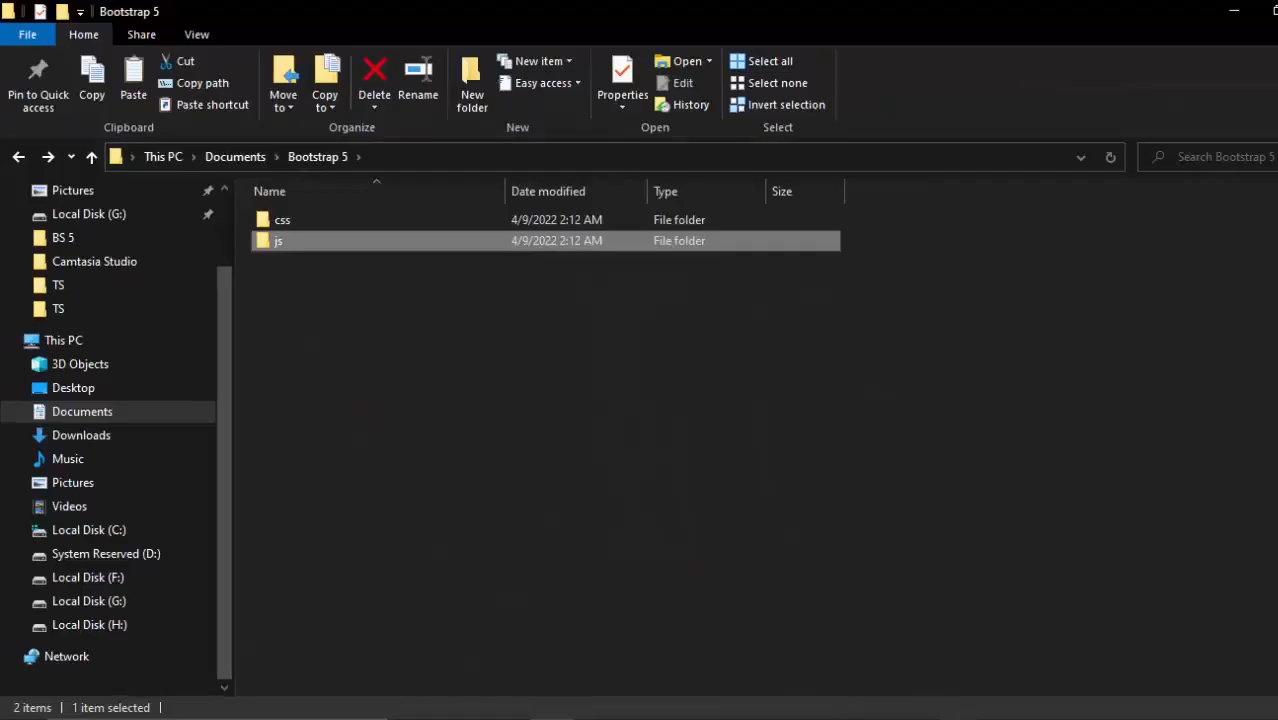 Bootstrap 5
File Home Share View
Pin to Quick access
Copy
Paste
Cut
Copy path
Paste shortcut
Clipboard
Move to
Copy to
Delete
Rename
Organize
New folder
New item
Easy access
New
Properties
Open
Edit
History
Open
Select all
Select none
Invert selection
Select
This PC › Documents › Bootstrap 5 ›
Search Bootstrap 5
Pictures
Local Disk (G:)
BS 5
Camtasia Studio
TS
TS
This PC
3D Objects
Desktop
Documents
Downloads
Music
Pictures
Videos
Local Disk (C:)
System Reserved (D:)
Local Disk (F:)
Local Disk (G:)
Local Disk (H:)
Network
Name Date modified Type Size
css 4/9/2022 2:12 AM File folder
js 4/9/2022 2:12 AM File folder
2 items 1 item selected